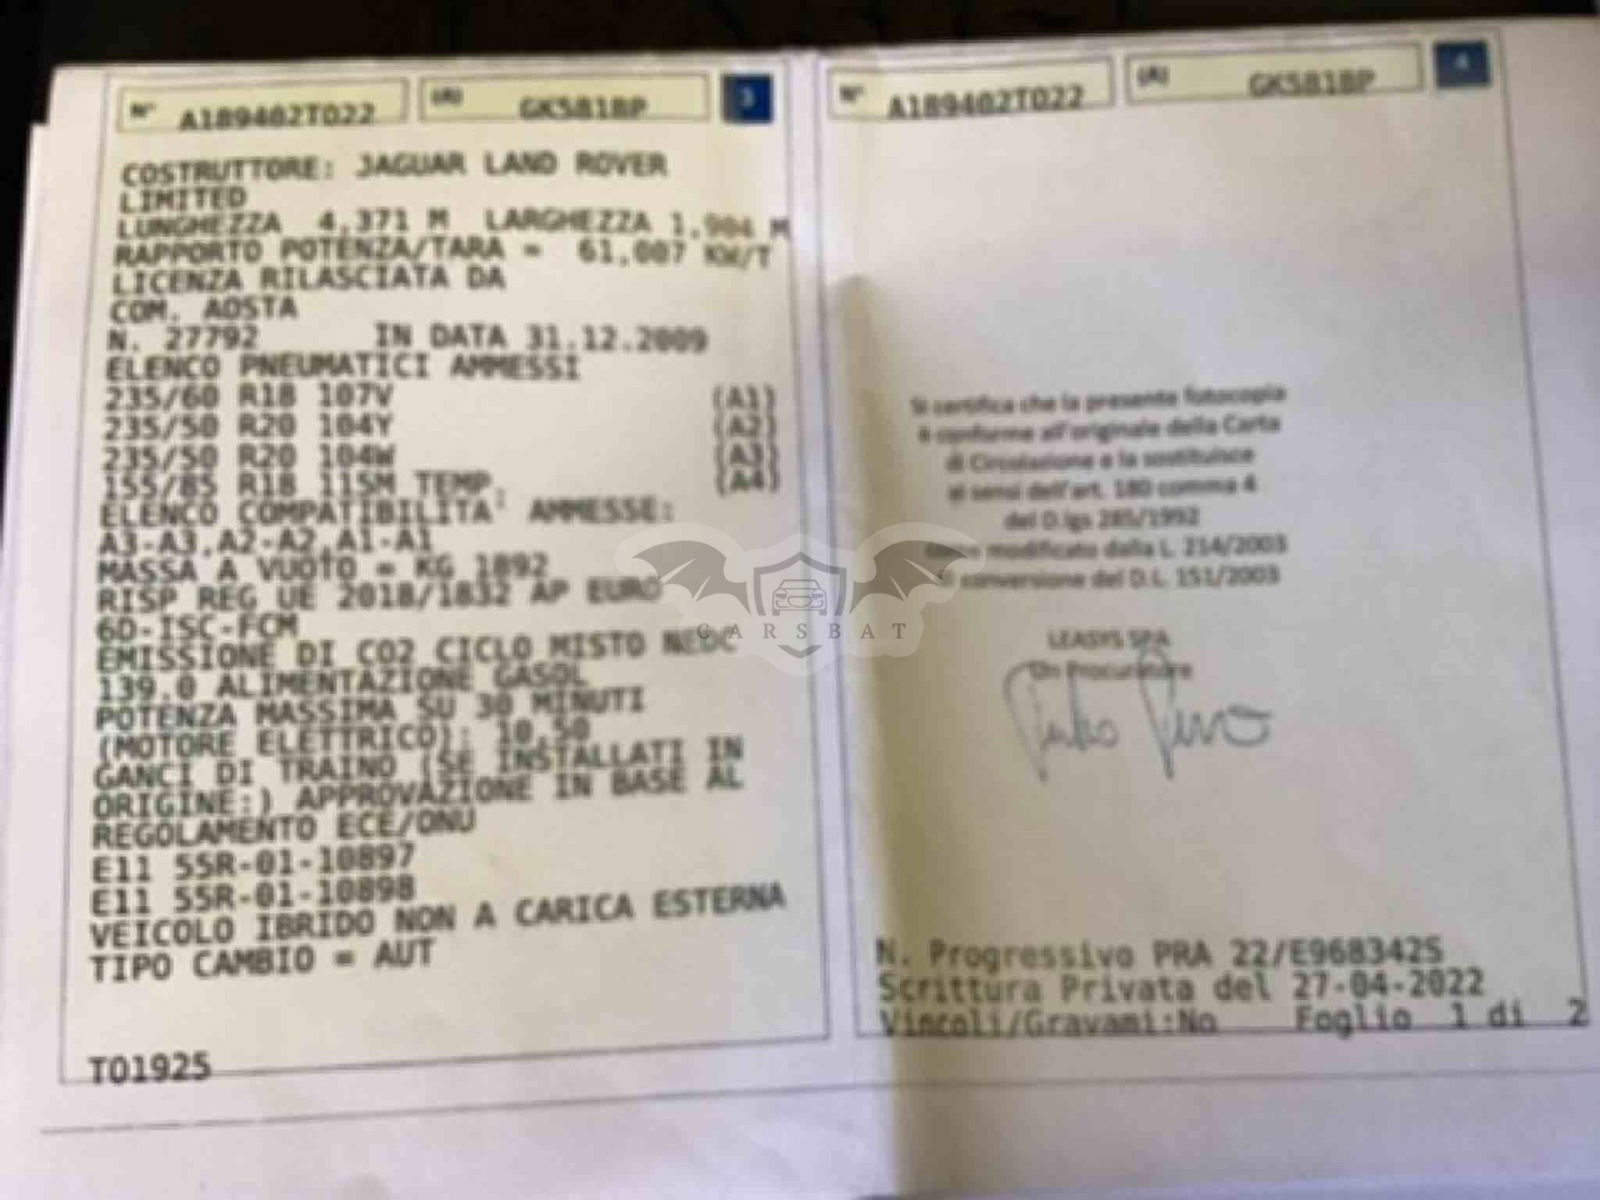 N° A189402T022 (A) GK581BP 3
COSTRUTTORE: JAGUAR LAND ROVER
LIMITED
LUNGHEZZA 4,371 M LARGHEZZA 1,904 M
RAPPORTO POTENZA/TARA = 61,007 KW/T
LICENZA RILASCIATA DA
COM. AOSTA
N. 27792 IN DATA 31.12.2009
ELENCO PNEUMATICI AMMESSI
235/60 R18 107V (A1)
235/50 R20 104Y (A2)
235/50 R20 104W (A3)
155/85 R18 115M TEMP. (A4)
ELENCO COMPATIBILITA' AMMESSE:
A3-A3,A2-A2,A1-A1
MASSA A VUOTO = KG 1892
RISP REG UE 2018/1832 AP EURO
6D-ISC-FCM
EMISSIONE DI CO2 CICLO MISTO NEDC
139.0 ALIMENTAZIONE GASOL
POTENZA MASSIMA SU 30 MINUTI
(MOTORE ELETTRICO): 10,50
GANCI DI TRAINO (SE INSTALLATI IN
ORIGINE:) APPROVAZIONE IN BASE AL
REGOLAMENTO ECE/ONU
E11 55R-01-10897
E11 55R-01-10898
VEICOLO IBRIDO NON A CARICA ESTERNA
TIPO CAMBIO = AUT
T01925
N° A189402T022 (A) GK581BP 4
Si certifica che la presente fotocopia
è conforme all'originale della Carta
di Circolazione e la sostituisce
ai sensi dell'art. 180 comma 4
del D.lgs 285/1992
come modificato dalla L. 214/2003
di conversione del D.L. 151/2003
LEASYS SPA
Un Procuratore
N. Progressivo PRA 22/E968342S
Scrittura Privata del 27-04-2022
Vincoli/Gravami:No Foglio 1 di 2
CARSBAT